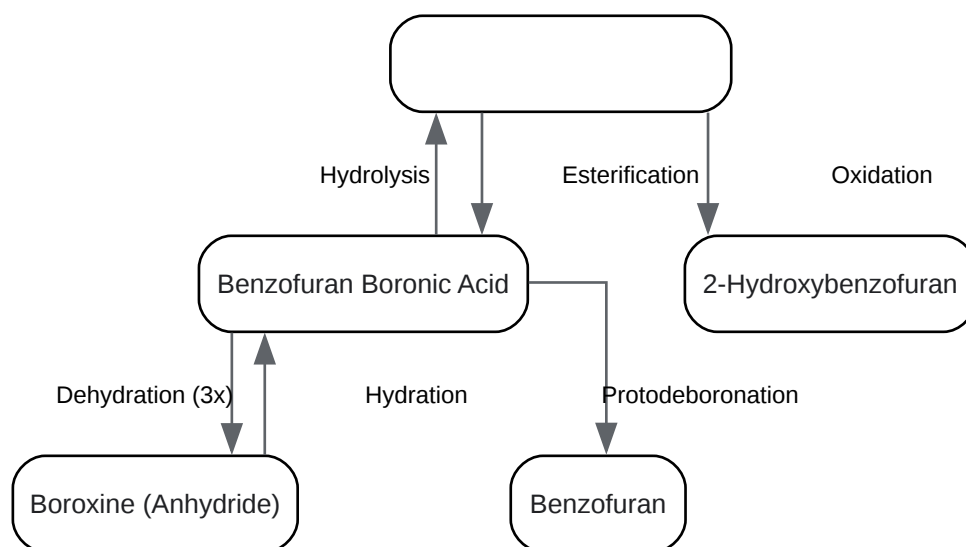 Hydrolysis
Esterification
Oxidation
Benzofuran Boronic Acid
2-Hydroxybenzofuran
Dehydration (3x)
Hydration
Protodeboronation
Boroxine (Anhydride)
Benzofuran